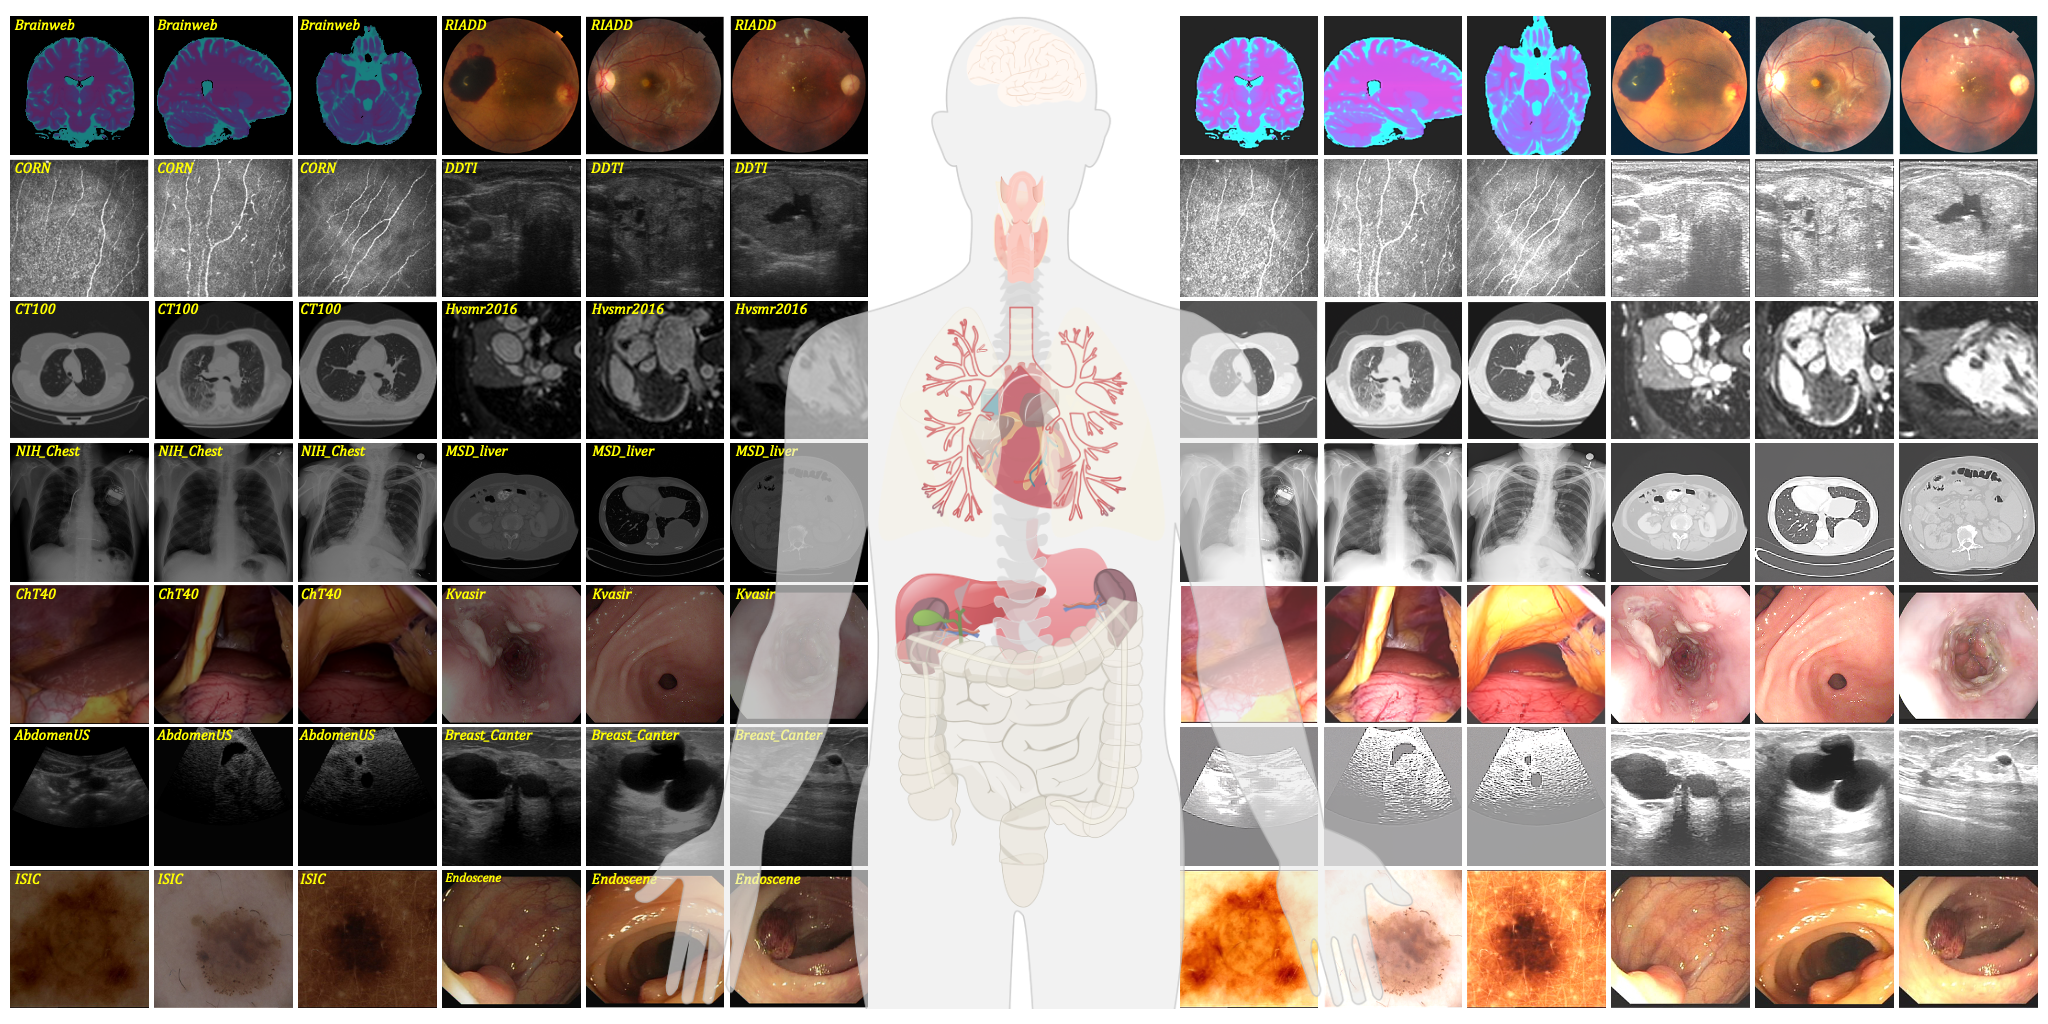 Brainweb Brainweb Brainweb RIADD RIADD RIADD
CORN CORN CORN DDTI DDTI DDTI
CT100 CT100 CT100 Hvsmr2016 Hvsmr2016 Hvsmr2016
NIH_Chest NIH_Chest NIH_Chest MSD_liver MSD_liver MSD_liver
ChT40 ChT40 ChT40 Kvasir Kvasir Kvasir
AbdomenUS AbdomenUS AbdomenUS Breast_Canter Breast_Canter Breast_Canter
ISIC ISIC ISIC Endoscene Endoscene Endoscene